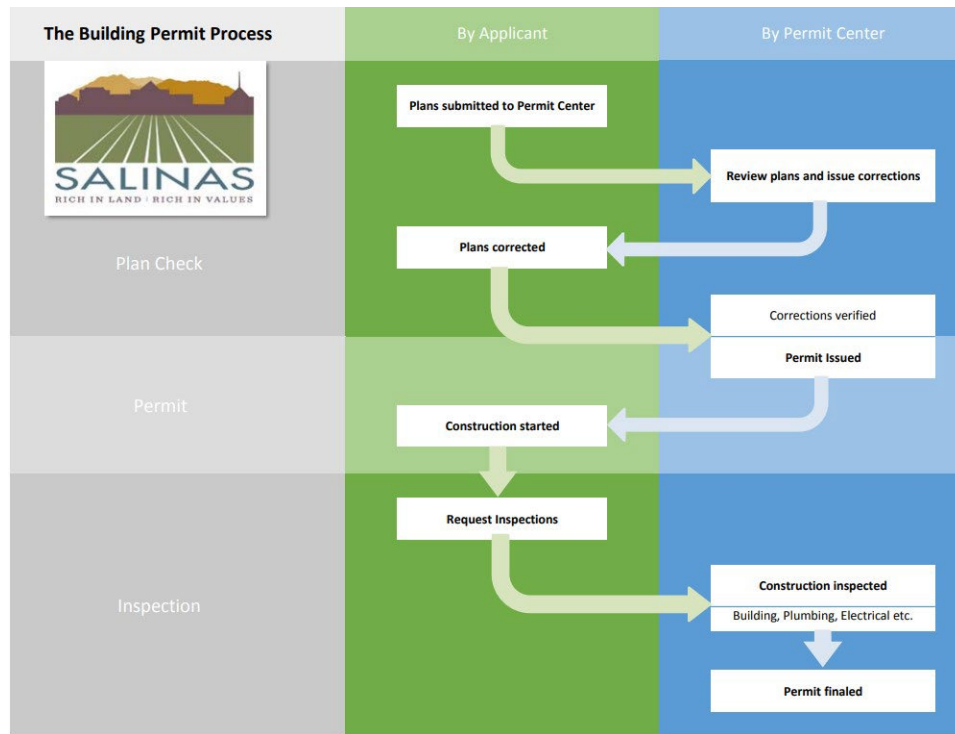 The Building Permit Process
By Applicant
By Permit Center
SALINAS
RICH IN LAND | RICH IN VALUES
Plans submitted to Permit Center
Review plans and issue corrections
Plan Check
Plans corrected
Corrections verified
Permit Issued
Permit
Construction started
Request Inspections
Inspection
Construction inspected
Building, Plumbing, Electrical etc.
Permit finaled